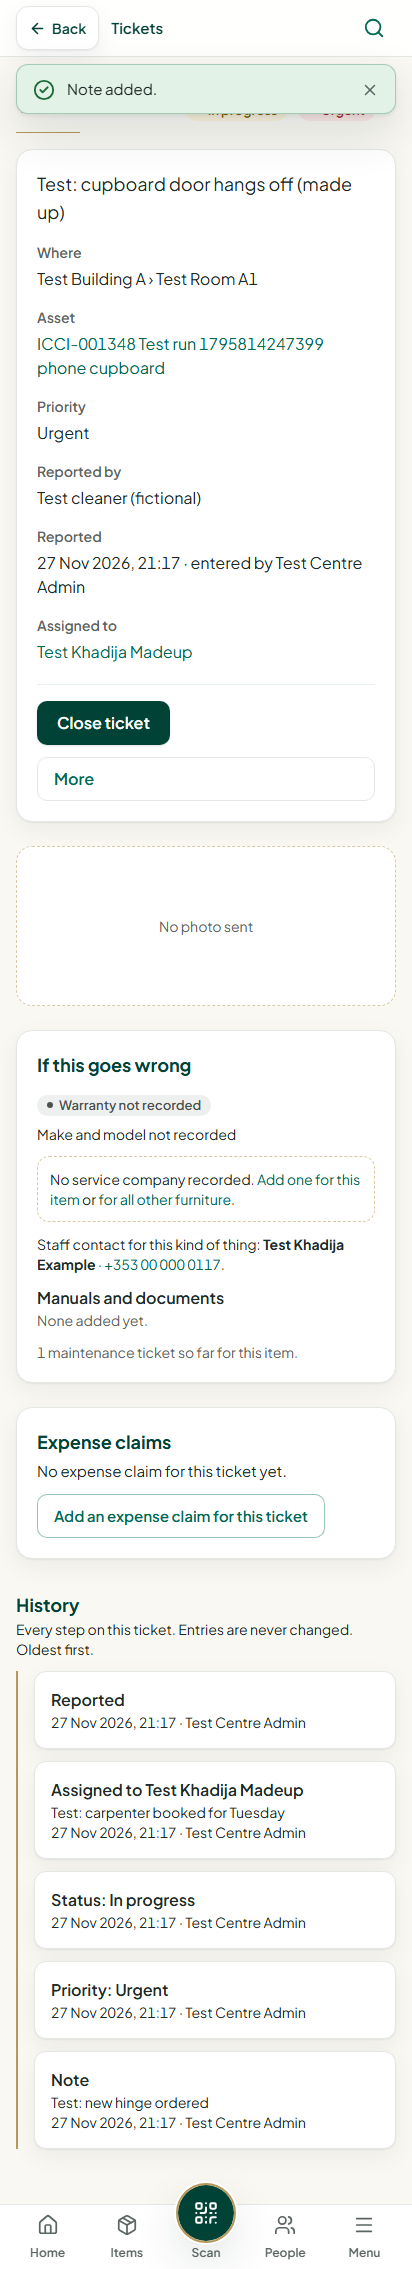 Back
Tickets
Note added.
Test: cupboard door hangs off (made
up)
Where
Test Building A › Test Room A1
Asset
ICCI-001348 Test run 1795814247399
phone cupboard
Priority
Urgent
Reported by
Test cleaner (fictional)
Reported
27 Nov 2026, 21:17 · entered by Test Centre
Admin
Assigned to
Test Khadija Madeup
Close ticket
More
No photo sent
If this goes wrong
Warranty not recorded
Make and model not recorded
No service company recorded. Add one for this
item or for all other furniture.
Staff contact for this kind of thing: Test Khadija
Example · +353 00 000 0117.
Manuals and documents
None added yet.
1 maintenance ticket so far for this item.
Expense claims
No expense claim for this ticket yet.
Add an expense claim for this ticket
History
Every step on this ticket. Entries are never changed.
Oldest first.
Reported
27 Nov 2026, 21:17 · Test Centre Admin
Assigned to Test Khadija Madeup
Test: carpenter booked for Tuesday
27 Nov 2026, 21:17 · Test Centre Admin
Status: In progress
27 Nov 2026, 21:17 · Test Centre Admin
Priority: Urgent
27 Nov 2026, 21:17 · Test Centre Admin
Note
Test: new hinge ordered
27 Nov 2026, 21:17 · Test Centre Admin
Home
Items
Scan
People
Menu